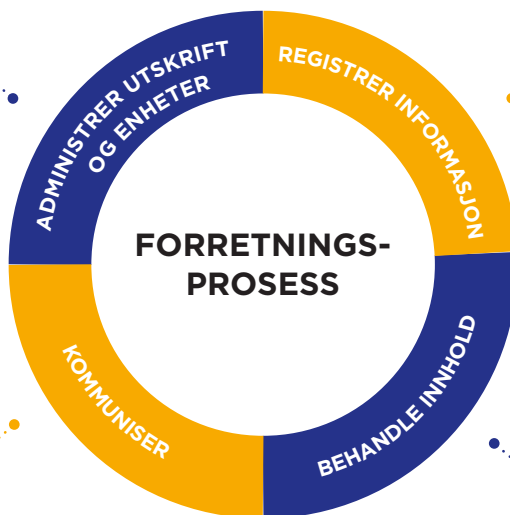 ADMINISTRER UTSKRIFT
OG ENHETER
REGISTRER INFORMASJON
FORRETNINGS-
PROSESS
KOMMUNISER
BEHANDLE INNHOLD